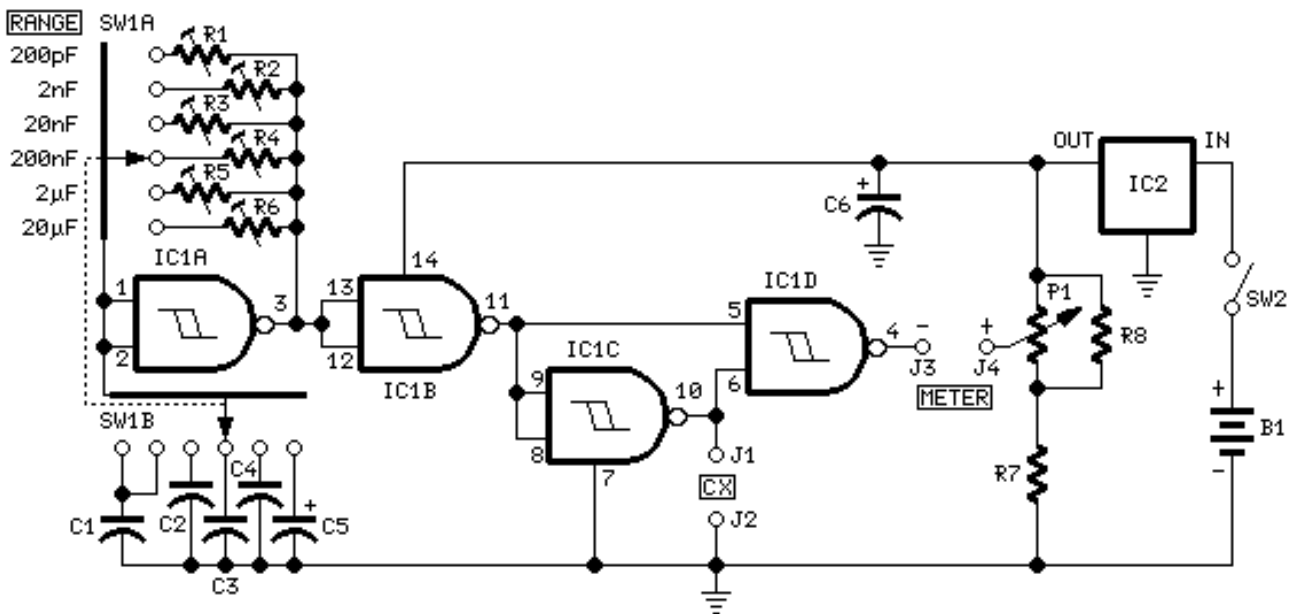 RANGE SW1A
200pF R1
2nF R2
20nF R3
200nF R4
2µF R5
20µF R6
OUT IN
IC2
C6 +
IC1A
1 2 3
14
13 12 11
IC1B
IC1C
9 8 10 7
IC1D
5 6 4
- +
J3 J4
METER
P1
R8
SW2
+
B1
-
R7
J1
CX
J2
SW1B
C1 C2 C3 C4 + C5